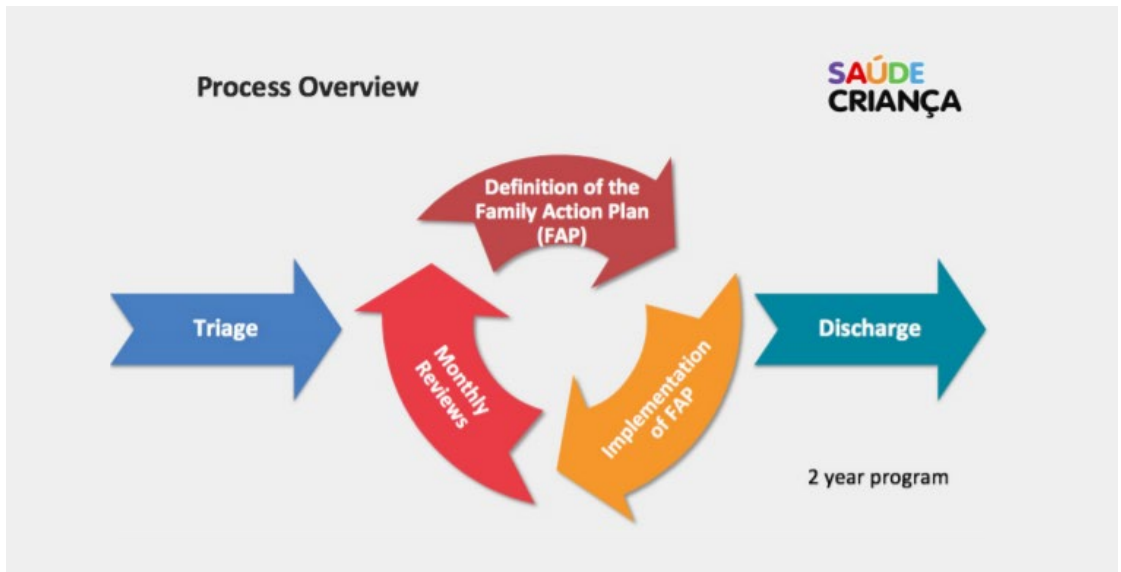 Process Overview
SAÚDE
CRIANÇA
Definition of the
Family Action Plan
(FAP)
Triage
Monthly
Reviews
Implementation
of FAP
Discharge
2 year program